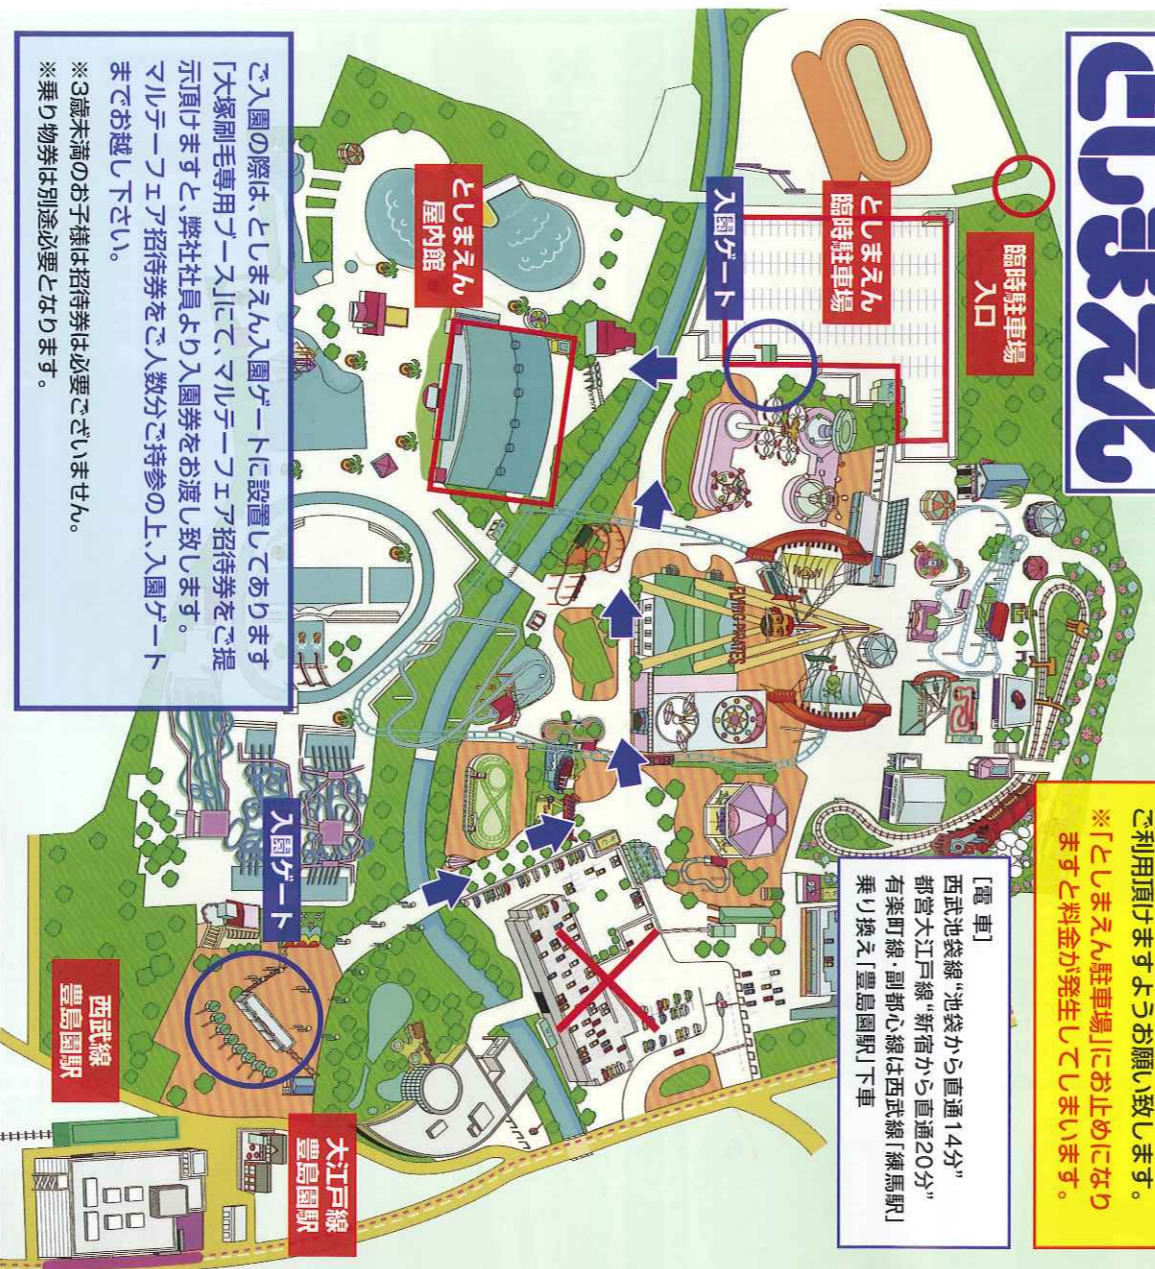 としまえん
ご利用頂けますようお願い致します。
※「としまえん駐車場」にお止めになり
ますと料金が発生してしまいます。
[電 車]
西武池袋線“池袋から直通14分”
都営大江戸線“新宿から直通20分”
有楽町線・副都心線は西武線「練馬駅」
乗り換え「豊島園駅」下車
臨時駐車場
入口
としまえん
臨時駐車場
入園ゲート
としまえん
屋内館
FLYING PIRATES
入園ゲート
西武線
豊島園駅
大江戸線
豊島園駅
ご入園の際は、としまえん入園ゲートに設置してあります
「大塚刷毛専用ブース」にて、マルテーフェア招待券をご提
示頂けますと、弊社社員より入園券をお渡し致します。
マルテーフェア招待券をご人数分ご持参の上、入園ゲート
までお越し下さい。
※3歳未満のお子様は招待券は必要ございません。
※乗り物券は別途必要となります。